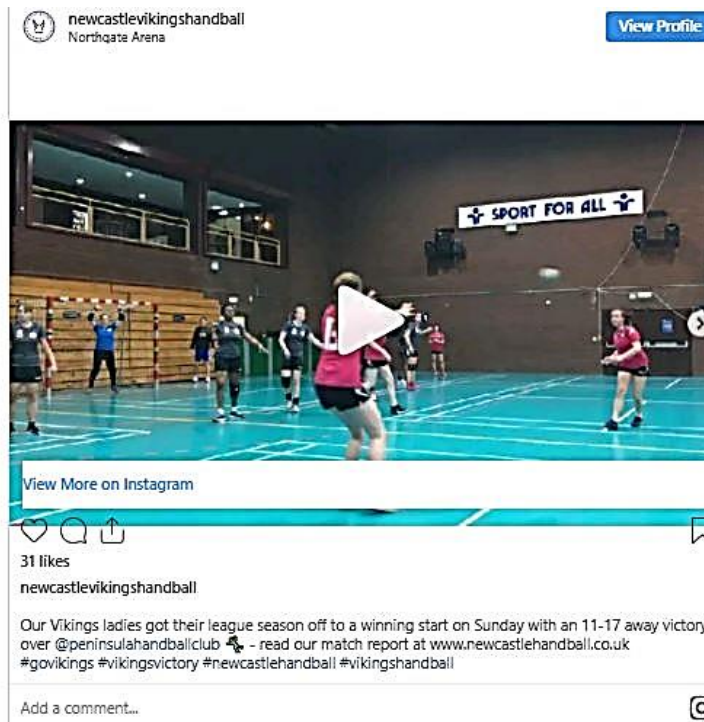 newcastlevikingshandball
Northgate Arena
View Profile
SPORT FOR ALL
View More on Instagram
31 likes
newcastlevikingshandball
Our Vikings ladies got their league season off to a winning start on Sunday with an 11-17 away victory
over @peninsulahandballclub - read our match report at www.newcastlehandball.co.uk
#govikings #vikingsvictory #newcastlehandball #vikingshandball
Add a comment...